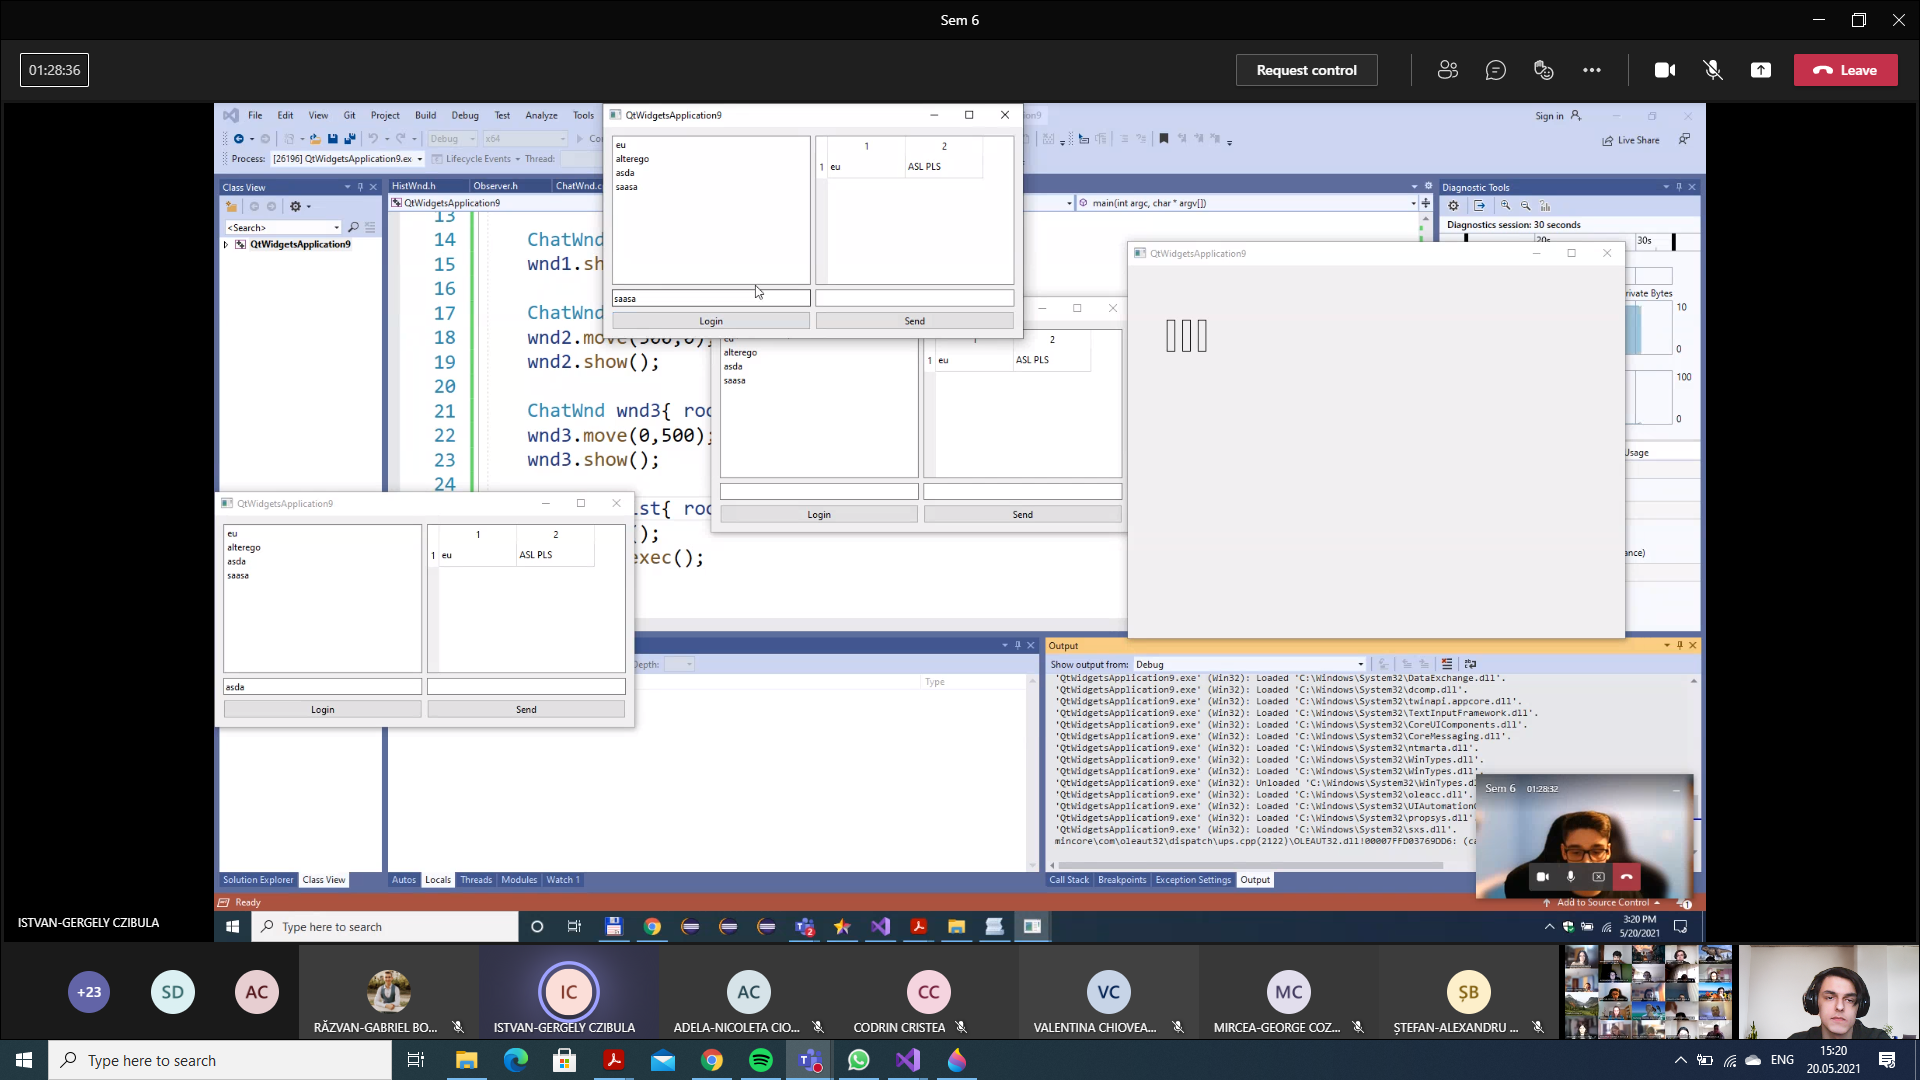 Sem 6
01:28:36
Request control
Leave
File Edit View Git Project Build Debug Test Analyze Tools
Sign in
Debug x64
Live Share
Process: [26196] QtWidgetsApplication9.ex Lifecycle Events Thread:
Class View
<Search>
QtWidgetsApplication9
HistWnd.h Observer.h ChatWnd.c
QtWidgetsApplication9
main(int argc, char * argv[])
13
14 ChatWnd
15 wnd1.sh
16
17 ChatWnd
18 wnd2.move(500,0);
19 wnd2.show();
20
21 ChatWnd wnd3{ roo
22 wnd3.move(0,500);
23 wnd3.show();
24
ist{ roo
();
exec();
QtWidgetsApplication9
eu
alterego
asda
saasa
1 2
1 eu ASL PLS
saasa
Login Send
eu
alterego
asda
saasa
2
1 eu ASL PLS
Login Send
QtWidgetsApplication9
eu
alterego
asda
saasa
1 2
1 eu ASL PLS
asda
Login Send
QtWidgetsApplication9
Diagnostic Tools
Diagnostics session: 30 seconds
20s 30s
rivate Bytes
10
0
100
0
Usage
ance)
Depth:
Type
Output
Show output from: Debug
'QtWidgetsApplication9.exe' (Win32): Loaded 'C:\Windows\System32\DataExchange.dll'.
'QtWidgetsApplication9.exe' (Win32): Loaded 'C:\Windows\System32\dcomp.dll'.
'QtWidgetsApplication9.exe' (Win32): Loaded 'C:\Windows\System32\twinapi.appcore.dll'.
'QtWidgetsApplication9.exe' (Win32): Loaded 'C:\Windows\System32\TextInputFramework.dll'.
'QtWidgetsApplication9.exe' (Win32): Loaded 'C:\Windows\System32\CoreUIComponents.dll'.
'QtWidgetsApplication9.exe' (Win32): Loaded 'C:\Windows\System32\CoreMessaging.dll'.
'QtWidgetsApplication9.exe' (Win32): Loaded 'C:\Windows\System32\ntmarta.dll'.
'QtWidgetsApplication9.exe' (Win32): Loaded 'C:\Windows\System32\WinTypes.dll'.
'QtWidgetsApplication9.exe' (Win32): Loaded 'C:\Windows\System32\WinTypes.dll'.
'QtWidgetsApplication9.exe' (Win32): Unloaded 'C:\Windows\System32\WinTypes.d
'QtWidgetsApplication9.exe' (Win32): Loaded 'C:\Windows\System32\oleacc.dll'.
'QtWidgetsApplication9.exe' (Win32): Loaded 'C:\Windows\System32\UIAutomationC
'QtWidgetsApplication9.exe' (Win32): Loaded 'C:\Windows\System32\propsys.dll'
'QtWidgetsApplication9.exe' (Win32): Loaded 'C:\Windows\System32\sxs.dll'.
mincore\com\oleaut32\dispatch\ups.cpp(2122)\OLEAUT32.dll!00007FFD03769DD6: (ca
Sem 6 01:28:32
Solution Explorer Class View
Autos Locals Threads Modules Watch 1
Call Stack Breakpoints Exception Settings Output
Ready
Add to Source Control
1
ISTVAN-GERGELY CZIBULA
Type here to search
3:20 PM
5/20/2021
+23
SD
AC
RĂZVAN-GABRIEL BO...
IC
ISTVAN-GERGELY CZIBULA
AC
ADELA-NICOLETA CIO...
CC
CODRIN CRISTEA
VC
VALENTINA CHIOVEA...
MC
MIRCEA-GEORGE COZ...
ȘB
ȘTEFAN-ALEXANDRU ...
Type here to search
ENG
15:20
20.05.2021